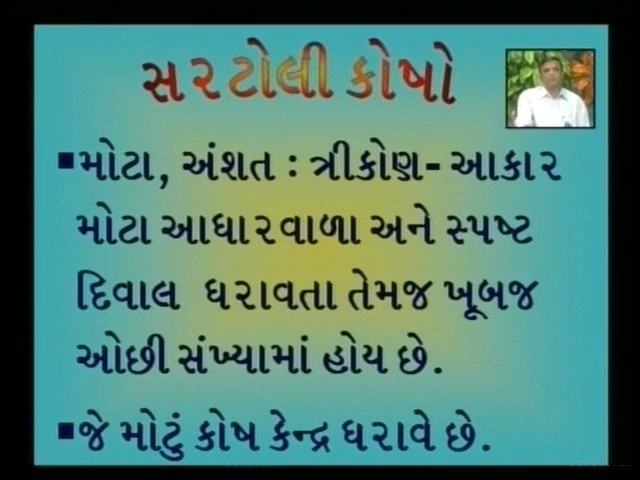 સરટોલી કોષો
▪મોટા, અંશત : ત્રીકોણ- આકાર
મોટા આધારવાળા અને સ્પષ્ટ
દિવાલ ધરાવતા તેમજ ખૂબજ
ઓછી સંખ્યામાં હોય છે.
▪જે મોટું કોષ કેન્દ્ર ધરાવે છે.